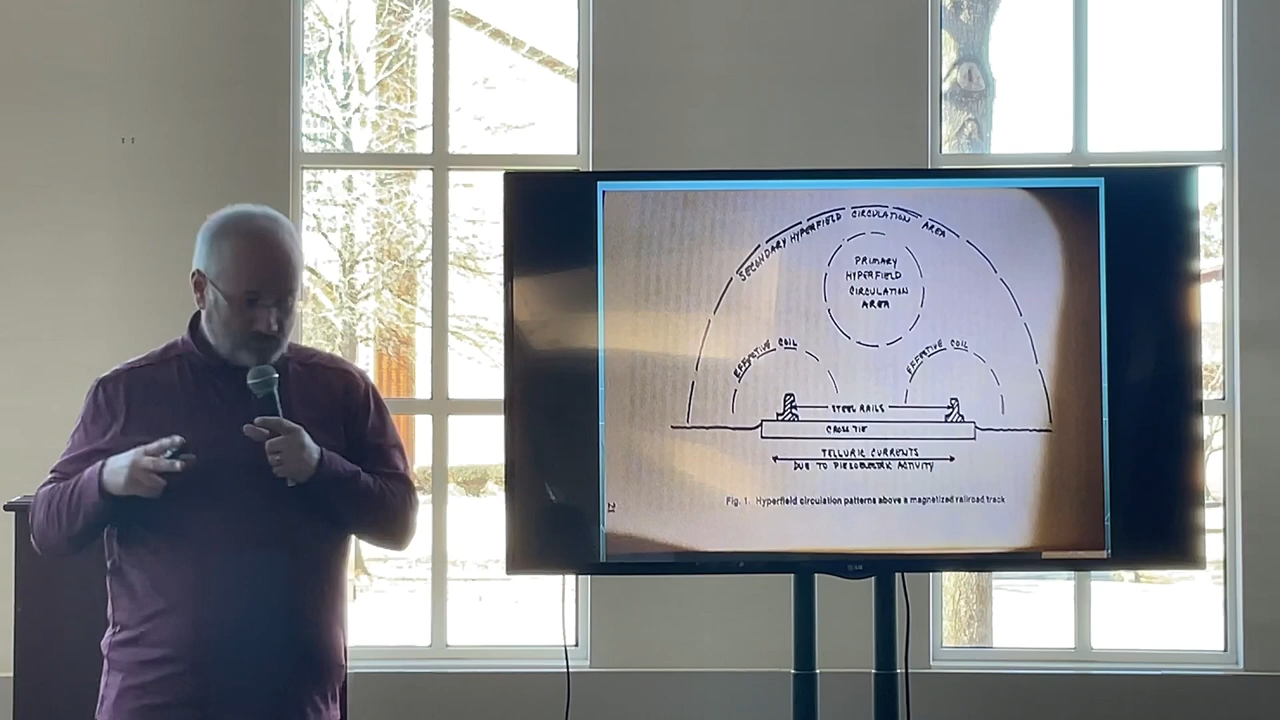 SECONDARY HYPERFIELD CIRCULATION AREA
PRIMARY
HYPERFIELD
CIRCULATION
AREA
EFFECTIVE COIL
EFFECTIVE COIL
STEEL RAILS
CROSS TIE
TELLURIC CURRENTS
DUE TO PIEZOELECTRIC ACTIVITY
Fig. 1. Hyperfield circulation patterns above a magnetized railroad track
21